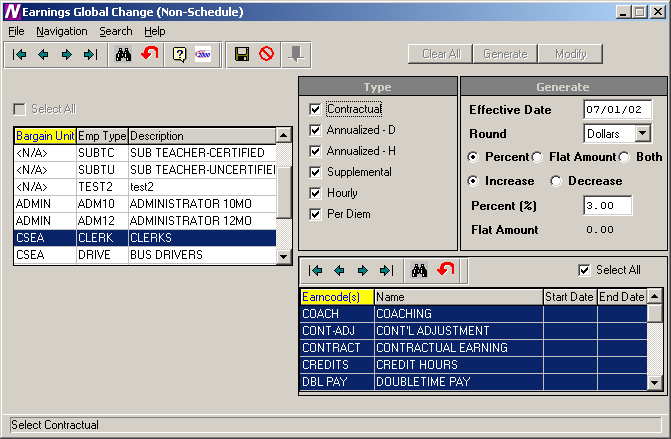 Earnings Global Change (Non-Schedule)
File Navigation Search Help
Clear All Generate Modify
Select All
Bargain Unit Emp Type Description
<N/A> SUBTC SUB TEACHER-CERTIFIED
<N/A> SUBTU SUB TEACHER-UNCERTIFIE
<N/A> TEST2 test2
ADMIN ADM10 ADMINISTRATOR 10MO
ADMIN ADM12 ADMINISTRATOR 12MO
CSEA CLERK CLERKS
CSEA DRIVE BUS DRIVERS
Type
Contractual
Annualized - D
Annualized - H
Supplemental
Hourly
Per Diem
Generate
Effective Date 07/01/02
Round Dollars
Percent Flat Amount Both
Increase Decrease
Percent (%) 3.00
Flat Amount 0.00
Select All
Earncode(s) Name Start Date End Date
COACH COACHING
CONT-ADJ CONT'L ADJUSTMENT
CONTRACT CONTRACTUAL EARNING
CREDITS CREDIT HOURS
DBL PAY DOUBLETIME PAY
Select Contractual